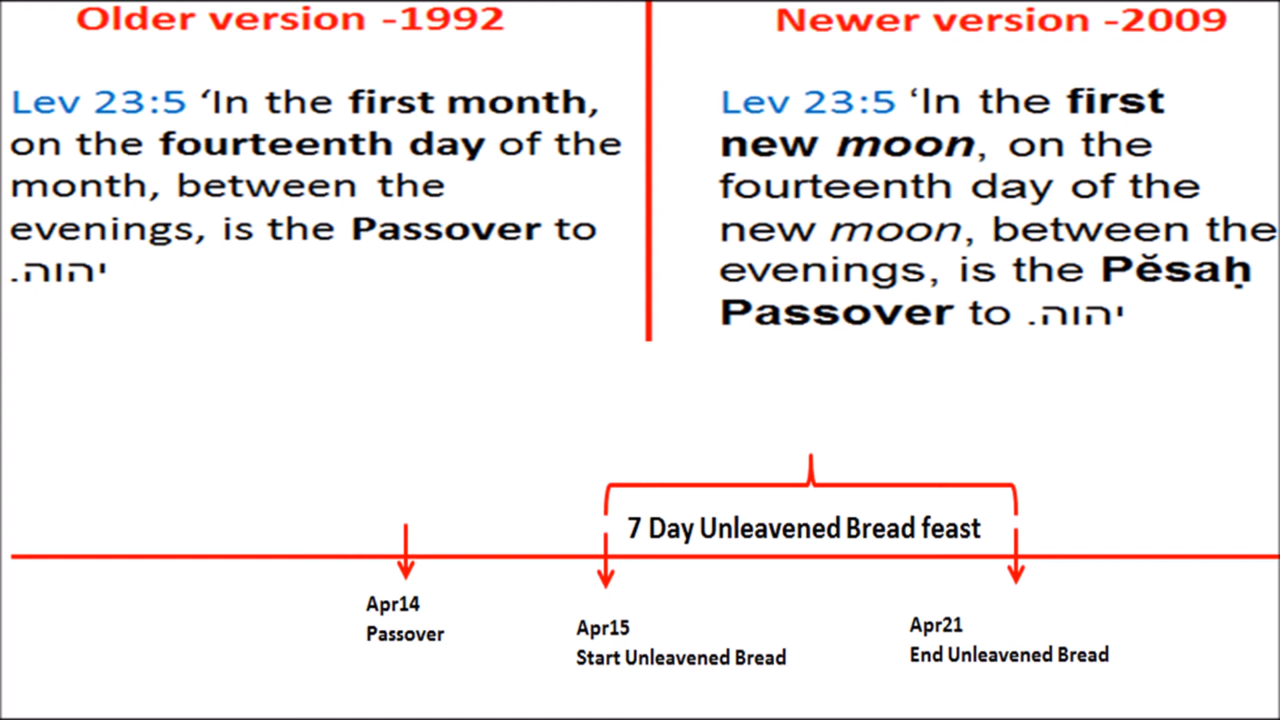 Older version -1992
Lev 23:5 ‘In the first month,
on the fourteenth day of the
month, between the
evenings, is the Passover to
יהוה.
Newer version -2009
Lev 23:5 ‘In the first
new moon, on the
fourteenth day of the
new moon, between the
evenings, is the Pĕsaḥ
Passover to יהוה.
7 Day Unleavened Bread feast
Apr14
Passover
Apr15
Start Unleavened Bread
Apr21
End Unleavened Bread